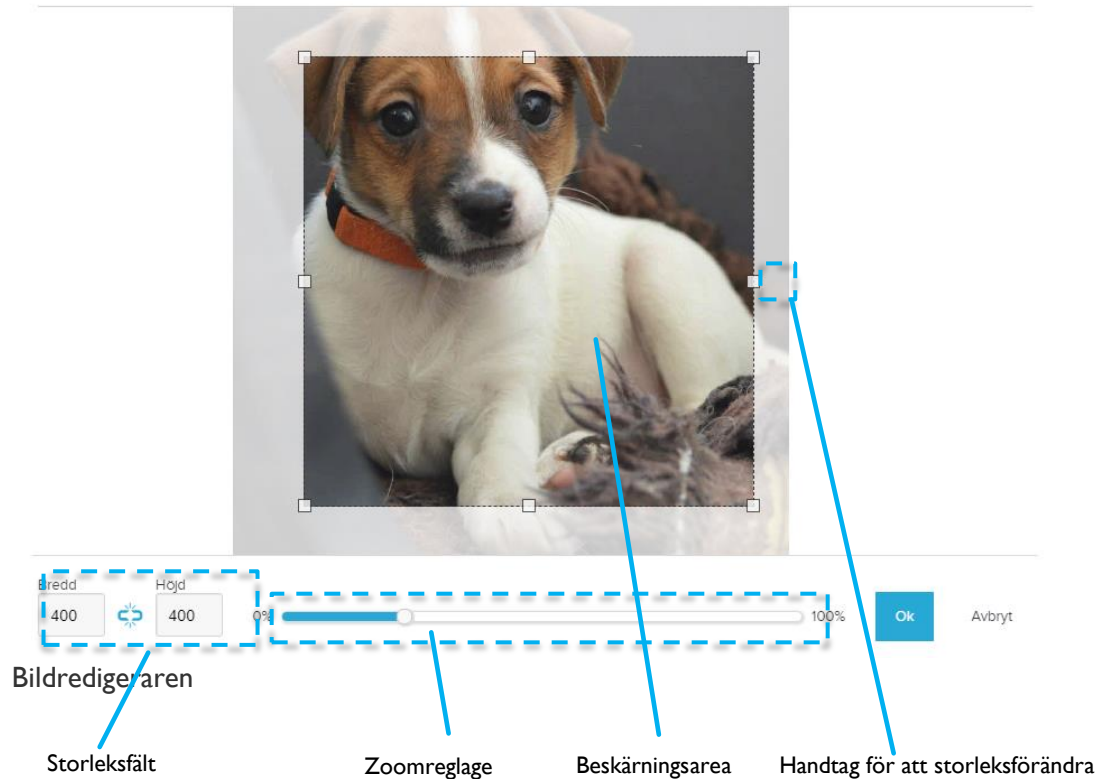 Bredd Höjd
400 400 0% 100% Ok Avbryt
Bildredigeraren
Storleksfält Zoomreglage Beskärningsarea Handtag för att storleksförändra